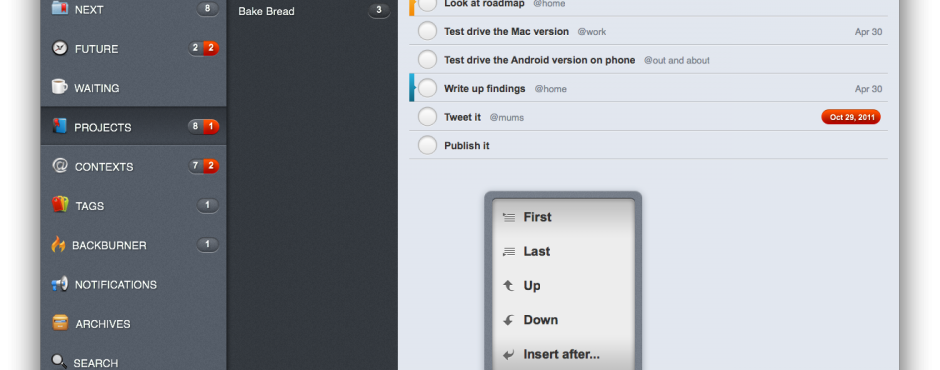 NEXT 8
FUTURE 2 2
WAITING
PROJECTS 8 1
CONTEXTS 7 2
TAGS 1
BACKBURNER 1
NOTIFICATIONS
ARCHIVES
SEARCH
Bake Bread 3
Look at roadmap @home
Test drive the Mac version @work Apr 30
Test drive the Android version on phone @out and about
Write up findings @home Apr 30
Tweet it @mums Oct 29, 2011
Publish it
First
Last
Up
Down
Insert after...